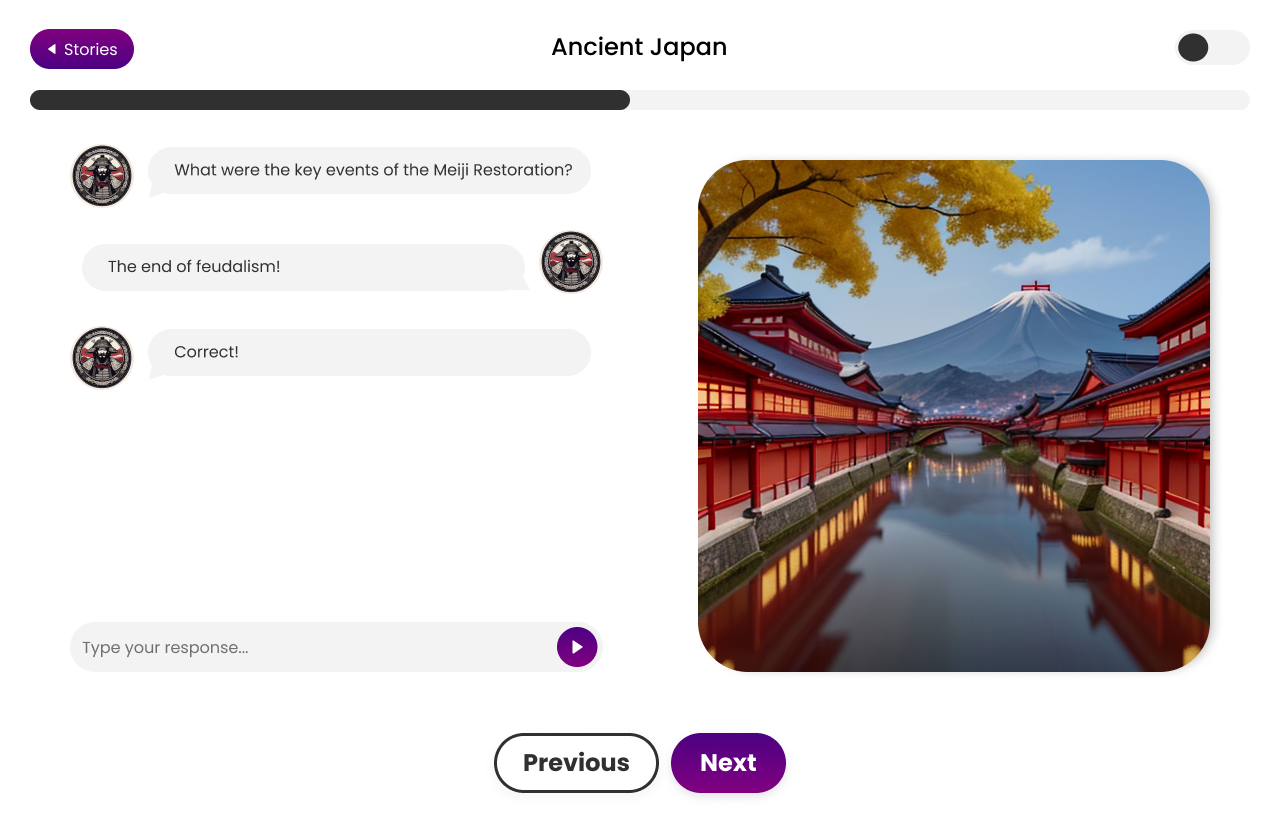 Stories
Ancient Japan
What were the key events of the Meiji Restoration?
The end of feudalism!
Correct!
Type your response...
Previous
Next